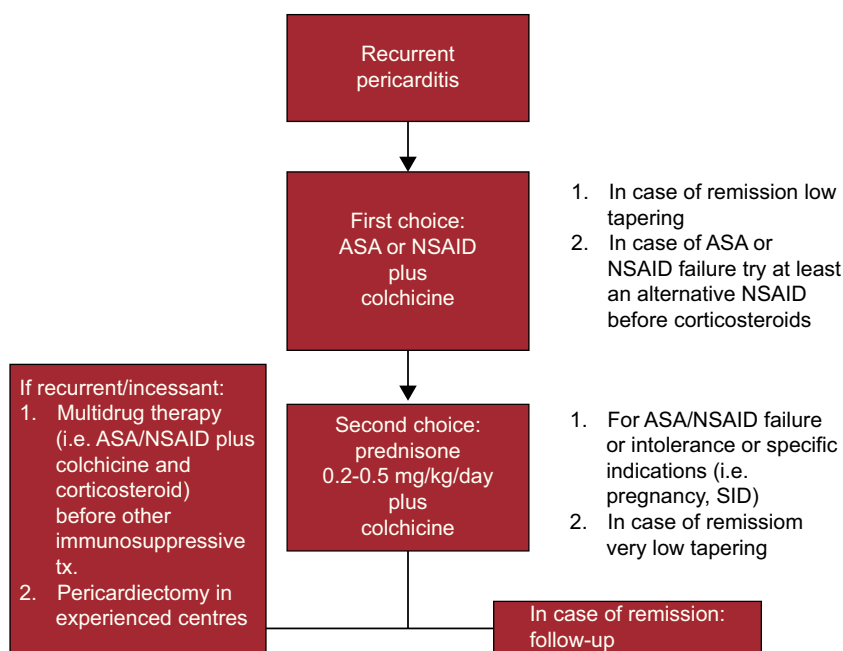 Recurrent
pericarditis
First choice:
ASA or NSAID
plus
colchicine
1. In case of remission low
tapering
2. In case of ASA or
NSAID failure try at least
an alternative NSAID
before corticosteroids
If recurrent/incessant:
1. Multidrug therapy
(i.e. ASA/NSAID plus
colchicine and
corticosteroid)
before other
immunosuppressive
tx.
2. Pericardiectomy in
experienced centres
Second choice:
prednisone
0.2-0.5 mg/kg/day
plus
colchicine
1. For ASA/NSAID failure
or intolerance or specific
indications (i.e.
pregnancy, SID)
2. In case of remissiom
very low tapering
In case of remission:
follow-up